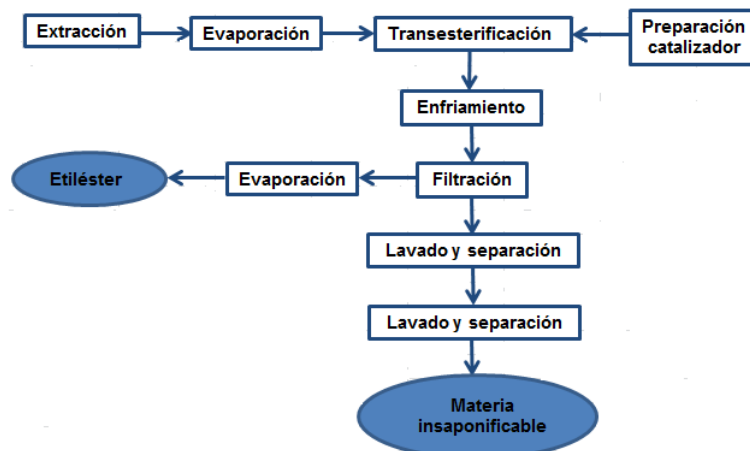 Extracción
Evaporación
Transesterificación
Preparación
catalizador
Enfriamiento
Etiléster
Evaporación
Filtración
Lavado y separación
Lavado y separación
Materia
insaponificable